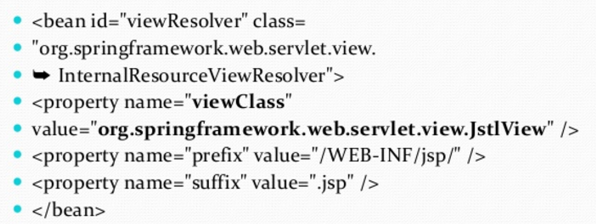 • <bean id="viewResolver" class=
• "org.springframework.web.servlet.view.
• ➥ InternalResourceViewResolver">
• <property name="viewClass"
• value="org.springframework.web.servlet.view.JstlView" />
• <property name="prefix" value="/WEB-INF/jsp/" />
• <property name="suffix" value=".jsp" />
• </bean>